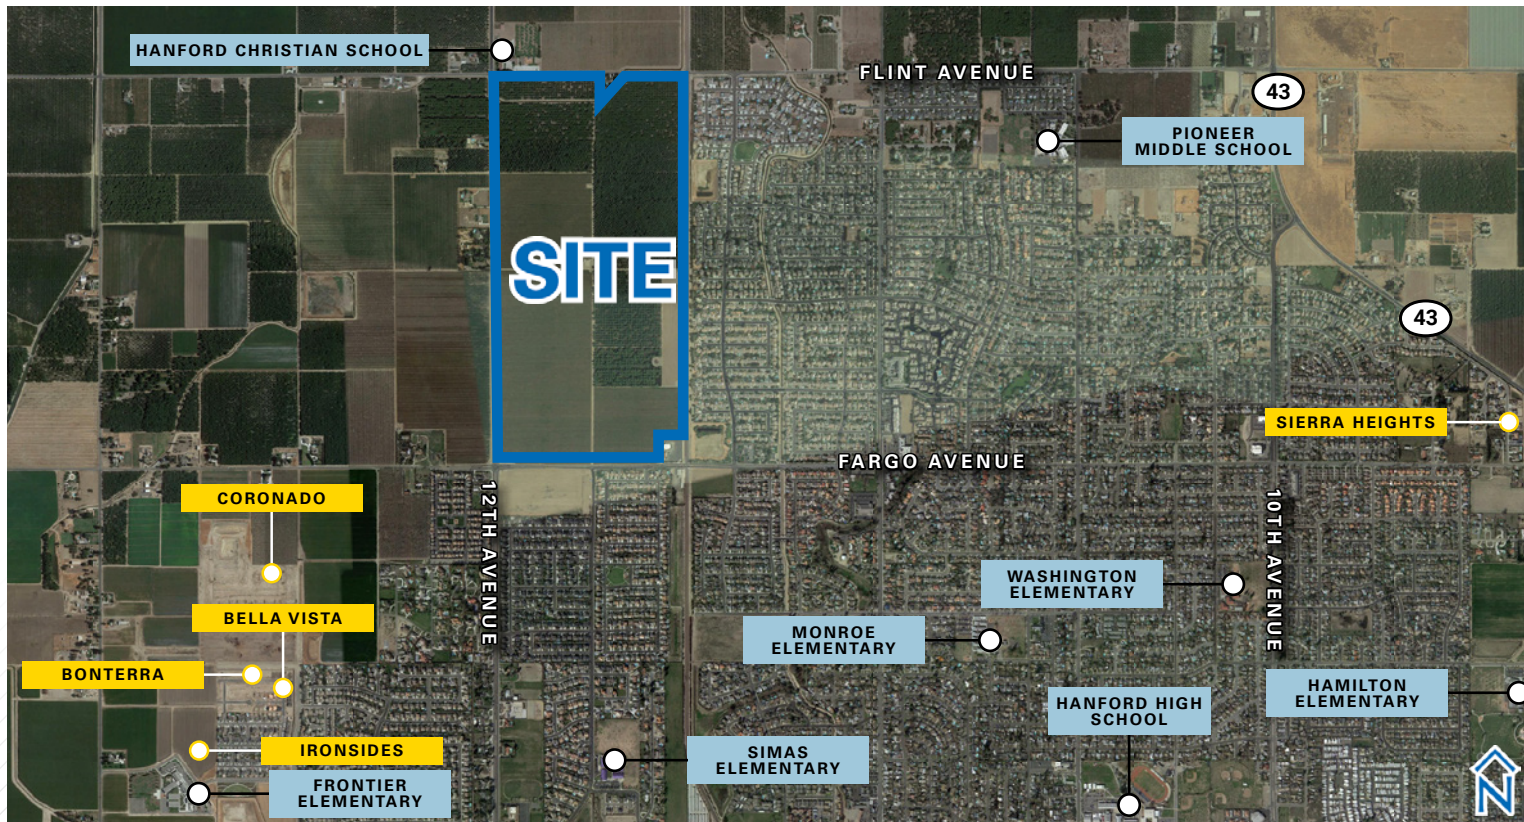 HANFORD CHRISTIAN SCHOOL
FLINT AVENUE
43
PIONEER
MIDDLE SCHOOL
SITE
43
SIERRA HEIGHTS
FARGO AVENUE
CORONADO
12TH AVENUE
10TH AVENUE
WASHINGTON
ELEMENTARY
BELLA VISTA
MONROE
ELEMENTARY
BONTERRA
HAMILTON
ELEMENTARY
HANFORD HIGH
SCHOOL
IRONSIDES
SIMAS
ELEMENTARY
FRONTIER
ELEMENTARY
N